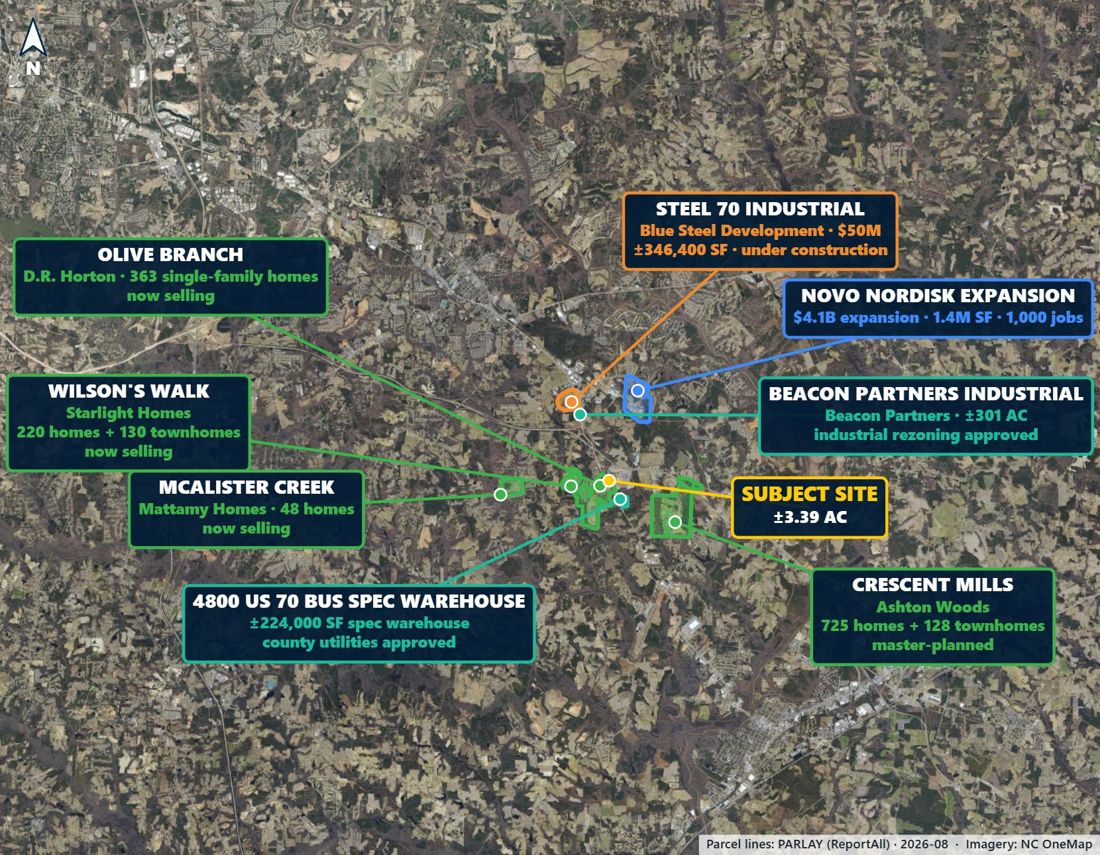 N
STEEL 70 INDUSTRIAL
Blue Steel Development · $50M
±346,400 SF · under construction
OLIVE BRANCH
D.R. Horton · 363 single-family homes
now selling
NOVO NORDISK EXPANSION
$4.1B expansion · 1.4M SF · 1,000 jobs
WILSON'S WALK
Starlight Homes
220 homes + 130 townhomes
now selling
BEACON PARTNERS INDUSTRIAL
Beacon Partners · ±301 AC
industrial rezoning approved
MCALISTER CREEK
Mattamy Homes · 48 homes
now selling
SUBJECT SITE
±3.39 AC
4800 US 70 BUS SPEC WAREHOUSE
±224,000 SF spec warehouse
county utilities approved
CRESCENT MILLS
Ashton Woods
725 homes + 128 townhomes
master-planned
Parcel lines: PARLAY (ReportAll) · 2026-08 · Imagery: NC OneMap